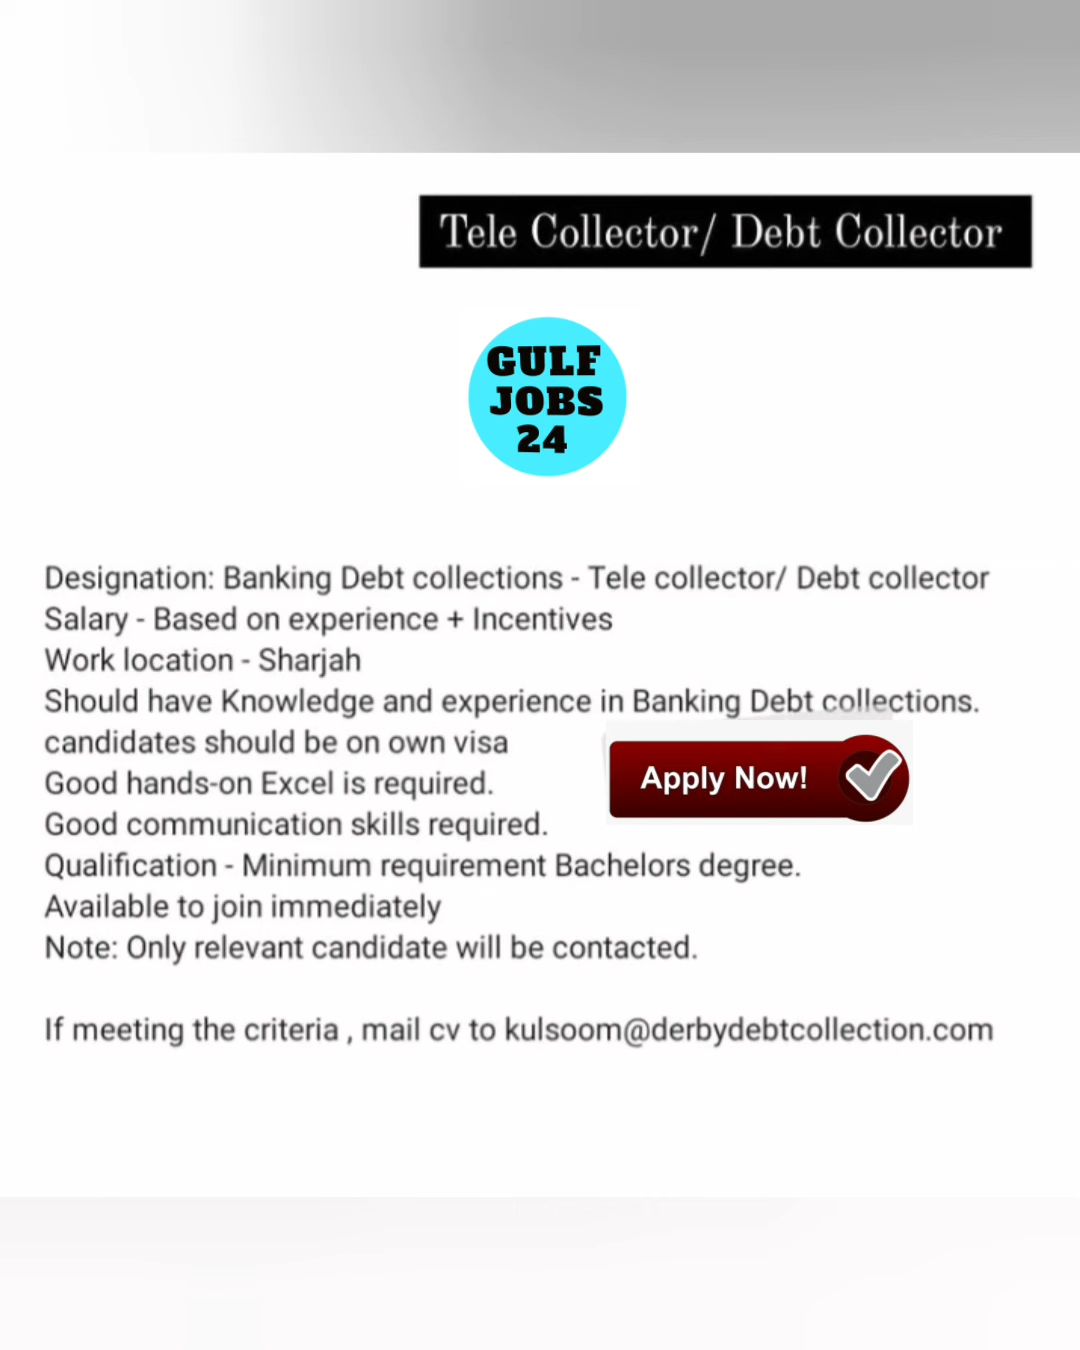 Tele Collector/ Debt Collector
GULF
JOBS
24
Designation: Banking Debt collections - Tele collector/ Debt collector
Salary - Based on experience + Incentives
Work location - Sharjah
Should have Knowledge and experience in Banking Debt collections.
candidates should be on own visa
Good hands-on Excel is required.
Apply Now!
Good communication skills required.
Qualification - Minimum requirement Bachelors degree.
Available to join immediately
Note: Only relevant candidate will be contacted.
If meeting the criteria , mail cv to kulsoom@derbydebtcollection.com